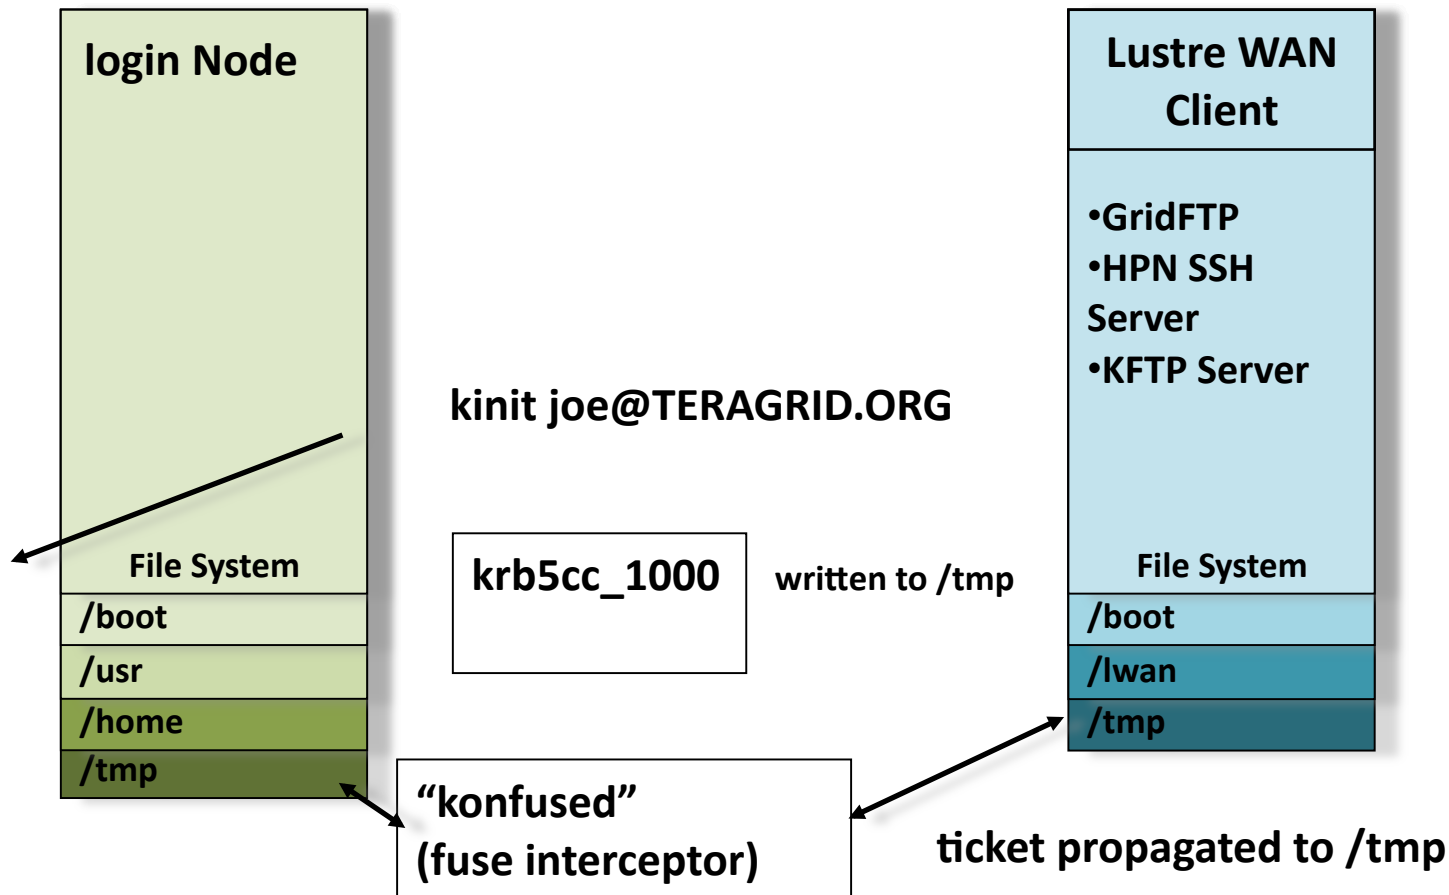 login Node
File System
/boot
/usr
/home
/tmp
kinit joe@TERAGRID.ORG
krb5cc_1000
written to /tmp
“konfused”
(fuse interceptor)
Lustre WAN
Client
•GridFTP
•HPN SSH
Server
•KFTP Server
File System
/boot
/lwan
/tmp
ticket propagated to /tmp